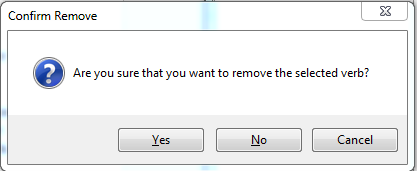 Confirm Remove
Are you sure that you want to remove the selected verb?
Yes
No
Cancel